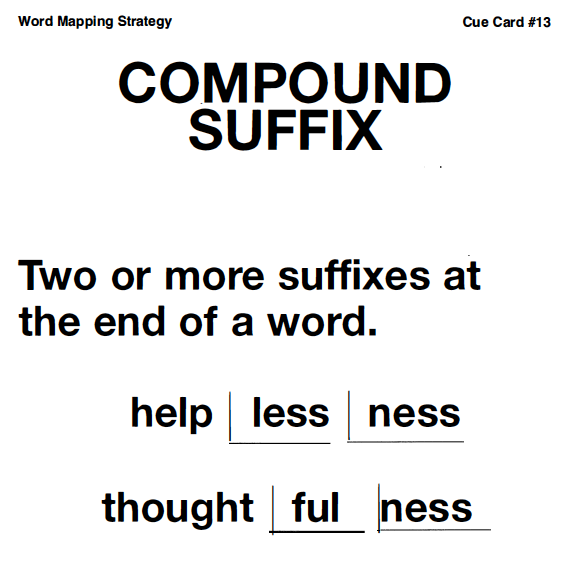 Word Mapping Strategy Cue Card #13
COMPOUND
SUFFIX
Two or more suffixes at
the end of a word.
help less ness
thought ful ness